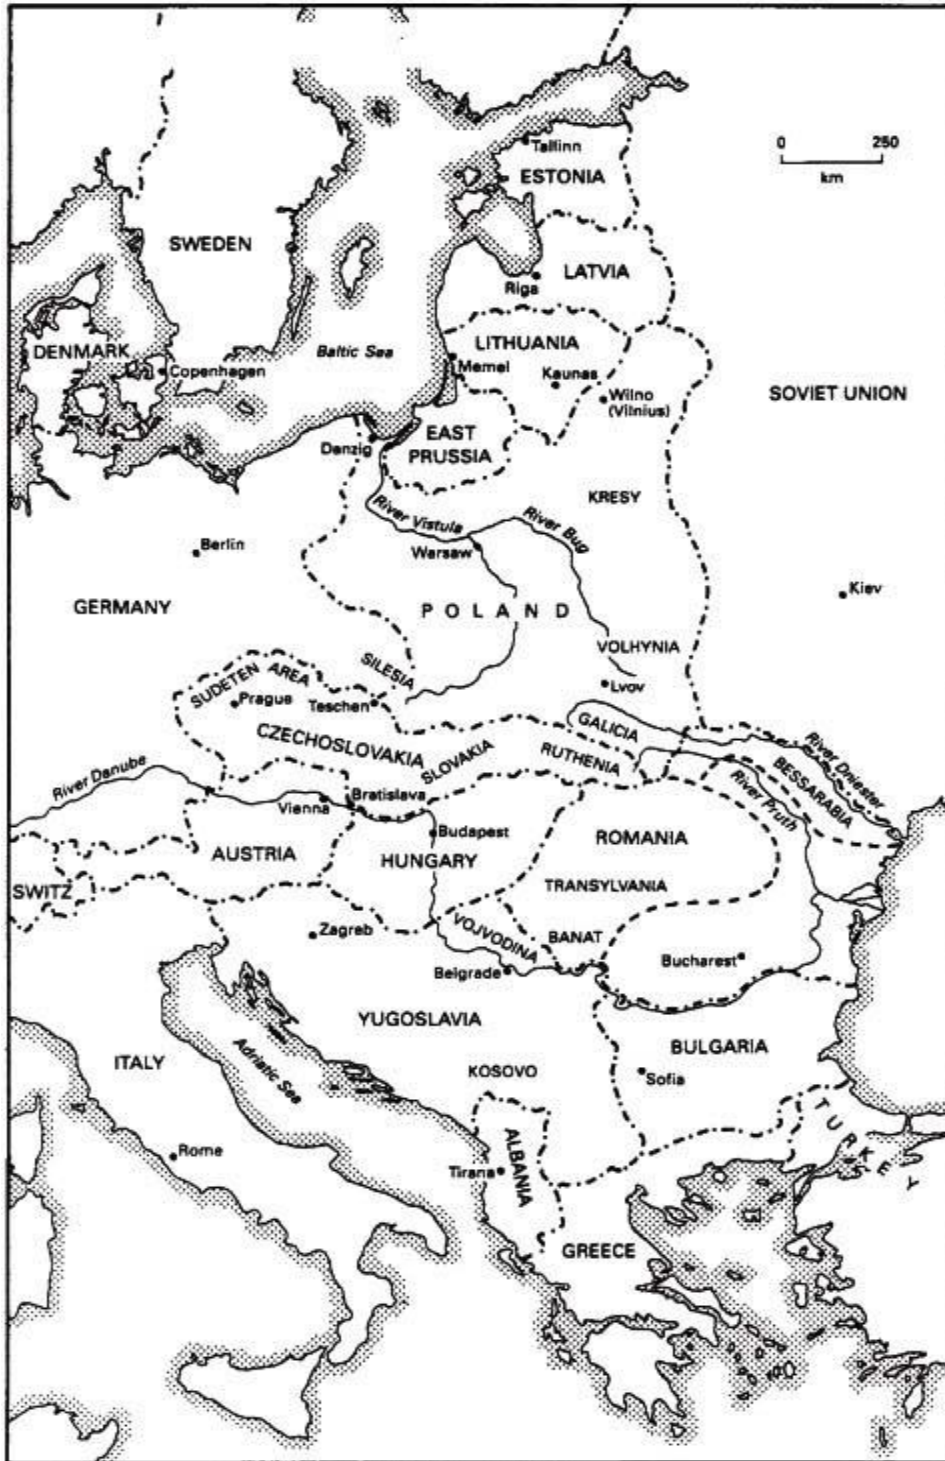 Tallinn
ESTONIA
0 250
km
SWEDEN
LATVIA
Riga
DENMARK
Copenhagen
Baltic Sea
LITHUANIA
Memel
Kaunas
Wilno
(Vilnius)
SOVIET UNION
Danzig
EAST
PRUSSIA
KRESY
River Vistula
River Bug
Berlin
Warsaw
GERMANY
POLAND
Kiev
VOLHYNIA
SILESIA
SUDETEN AREA
Prague
Teschen
Lvov
GALICIA
CZECHOSLOVAKIA
SLOVAKIA
RUTHENIA
River Dniester
BESSARABIA
River Pruth
River Danube
Vienna
Bratislava
Budapest
AUSTRIA
HUNGARY
ROMANIA
SWITZ
TRANSYLVANIA
Zagreb
VOJVODINA
BANAT
Belgrade
Bucharest
YUGOSLAVIA
ITALY
Adriatic Sea
KOSOVO
BULGARIA
Sofia
TURKEY
Rome
Tirana
ALBANIA
GREECE